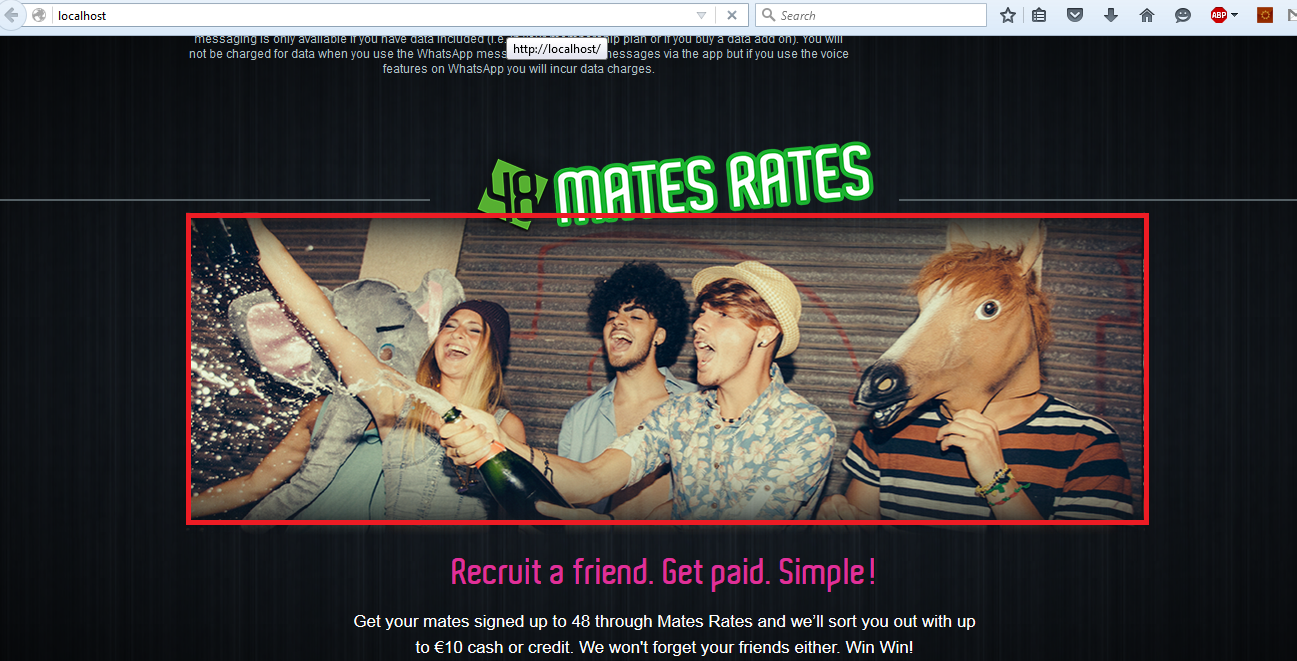 localhost
Search
ABP
messaging is only available if you have data included (i.e.
ip plan or if you buy a data add on). You will
http://localhost/
not be charged for data when you use the WhatsApp
messages via the app but if you use the voice
features on WhatsApp you will incur data charges.
48 MATES RATES
Recruit a friend. Get paid. Simple!
Get your mates signed up to 48 through Mates Rates and we’ll sort you out with up
to €10 cash or credit. We won't forget your friends either. Win Win!